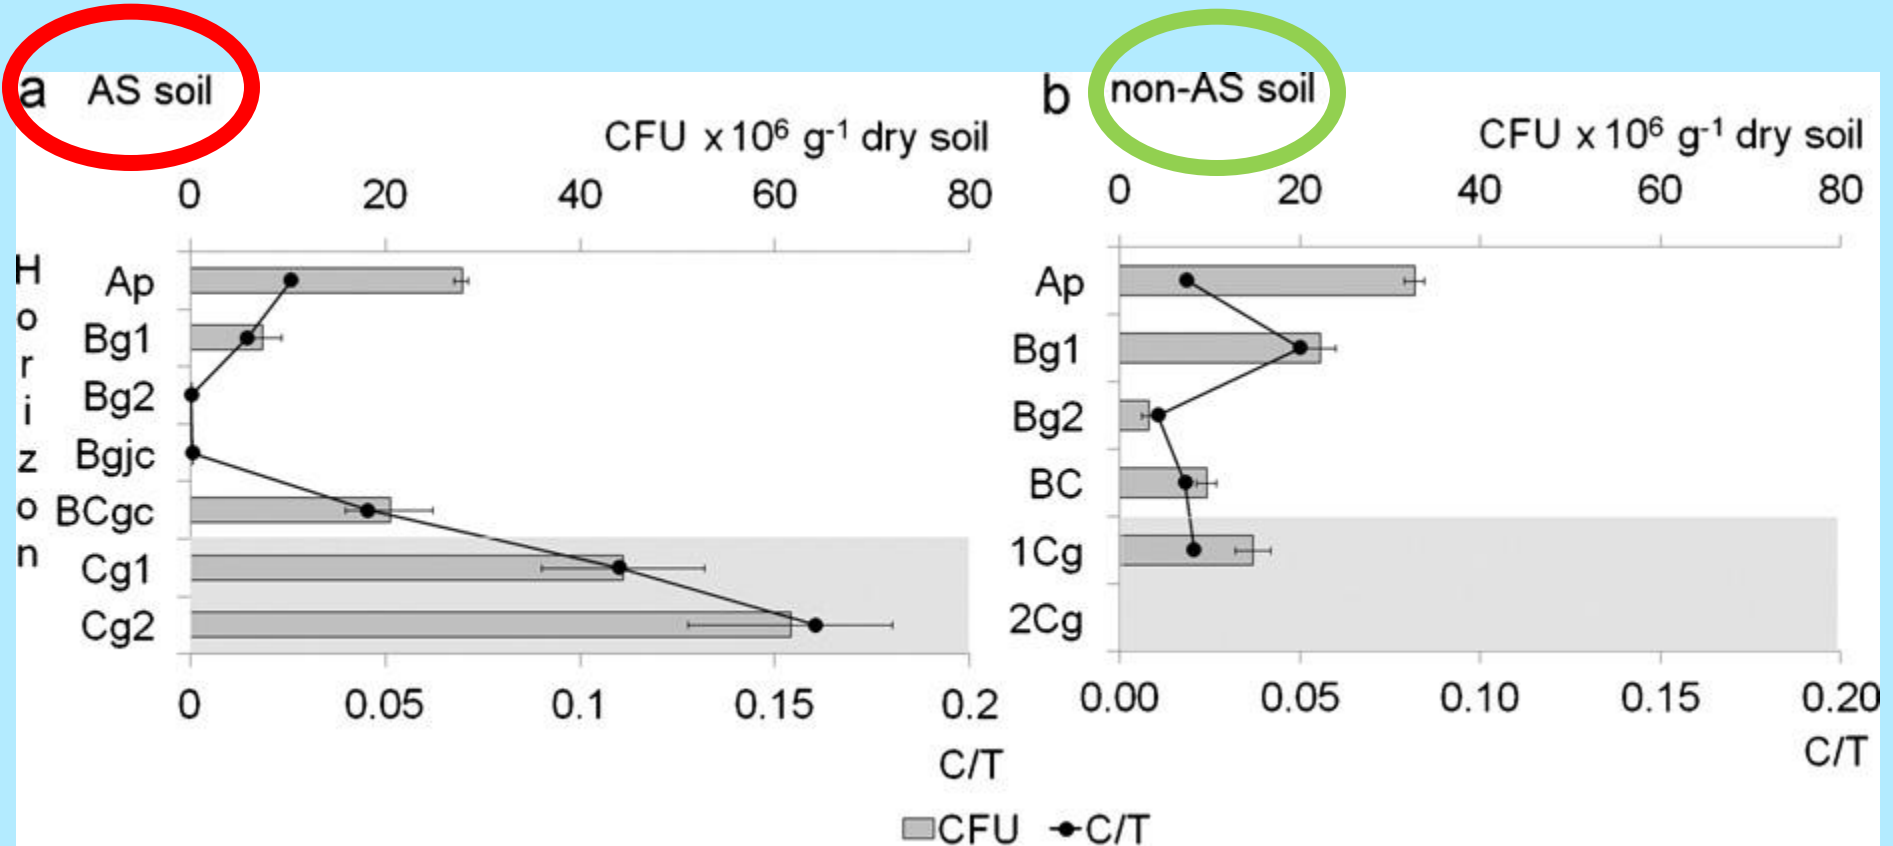 a AS soil
CFU x10⁶ g⁻¹ dry soil
0 20 40 60 80
Horizon
Ap
Bg1
Bg2
Bgjc
BCgc
Cg1
Cg2
0 0.05 0.1 0.15 0.2
C/T
b non-AS soil
CFU x10⁶ g⁻¹ dry soil
0 20 40 60 80
Ap
Bg1
Bg2
BC
1Cg
2Cg
0.00 0.05 0.10 0.15 0.20
C/T
CFU C/T